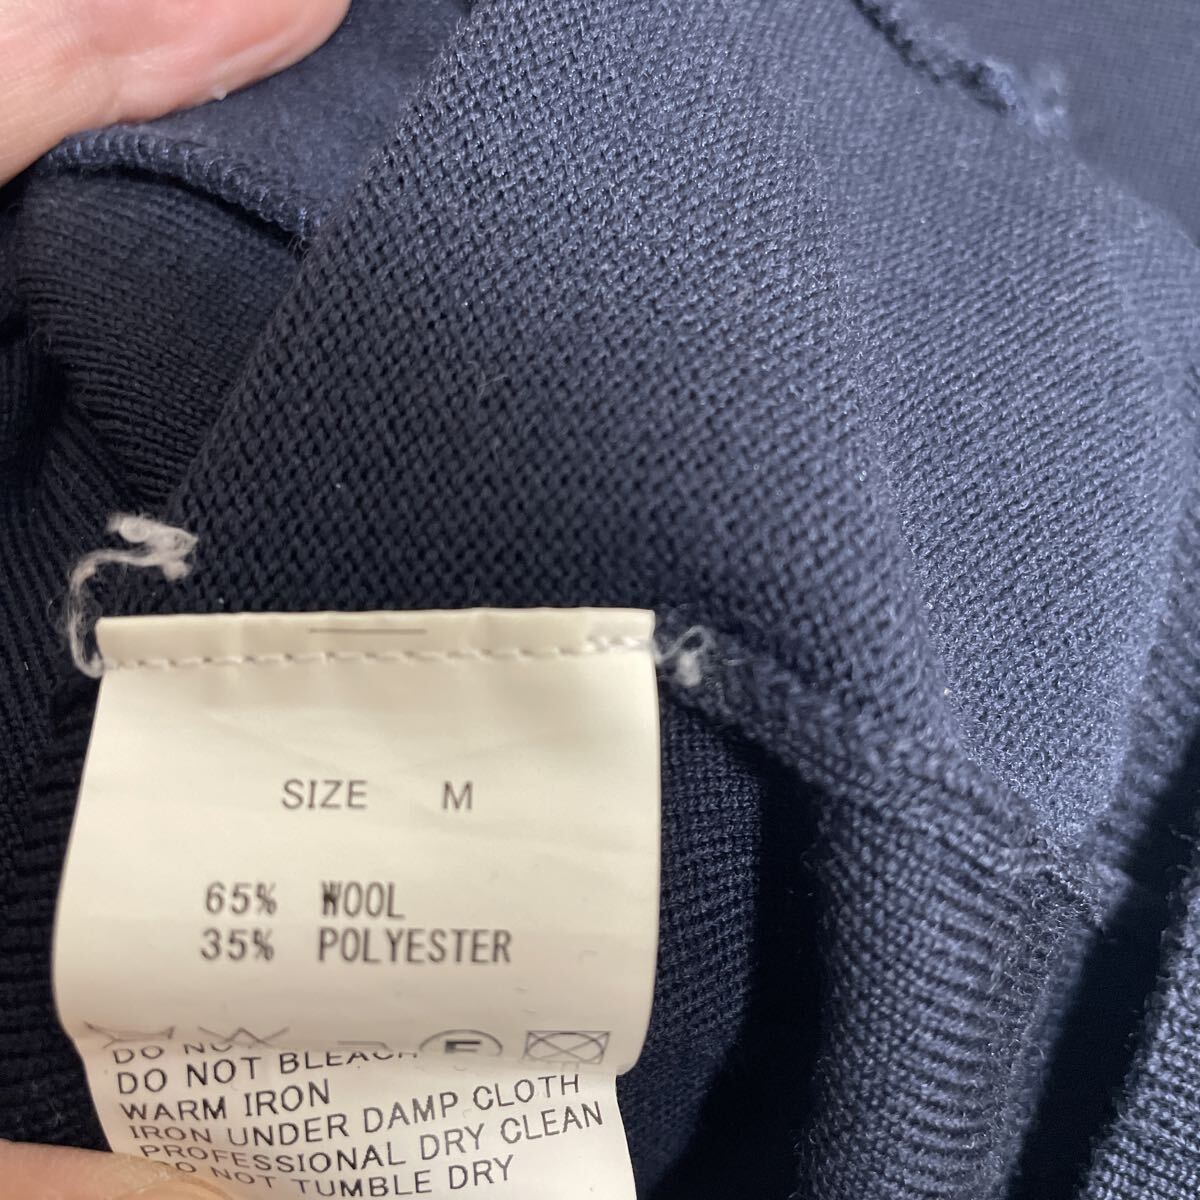 SIZE M
65% WOOL
35% POLYESTER
F
DO
DO NOT BLEACH
WARM IRON
IRON UNDER DAMP CLOTH
PROFESSIONAL DRY CLEAN
DO NOT TUMBLE DRY